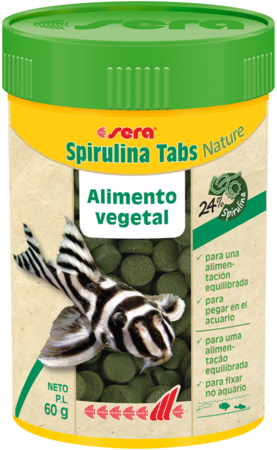 sera
sera
Spirulina Tabs Nature
Alimento
vegetal
24% Spirulina
para una
alimen-
tación
equilibrada
para
pegar en el
acuario
para uma
alimen-
tação
equilibrada
para fixar
no aquário
NETO
P.L.
60 g